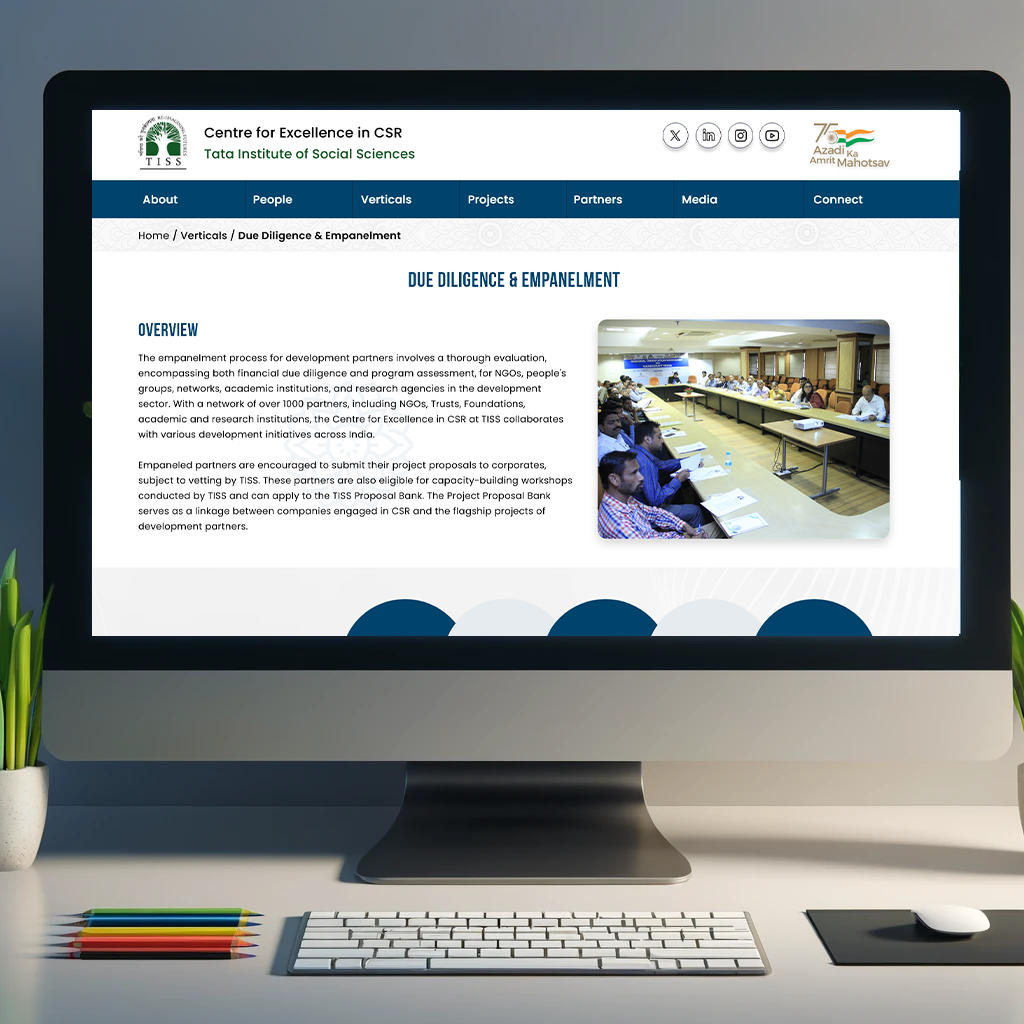 Centre for Excellence in CSR
Tata Institute of Social Sciences
TISS
75
Azadi Ka
Amrit Mahotsav
About People Verticals Projects Partners Media Connect
Home / Verticals / Due Diligence & Empanelment
DUE DILIGENCE & EMPANELMENT
OVERVIEW
The empanelment process for development partners involves a thorough evaluation,
encompassing both financial due diligence and program assessment, for NGOs, people's
groups, networks, academic institutions, and research agencies in the development
sector. With a network of over 1000 partners, including NGOs, Trusts, Foundations,
academic and research institutions, the Centre for Excellence in CSR at TISS collaborates
with various development initiatives across India.
Empaneled partners are encouraged to submit their project proposals to corporates,
subject to vetting by TISS. These partners are also eligible for capacity-building workshops
conducted by TISS and can apply to the TISS Proposal Bank. The Project Proposal Bank
serves as a linkage between companies engaged in CSR and the flagship projects of
development partners.